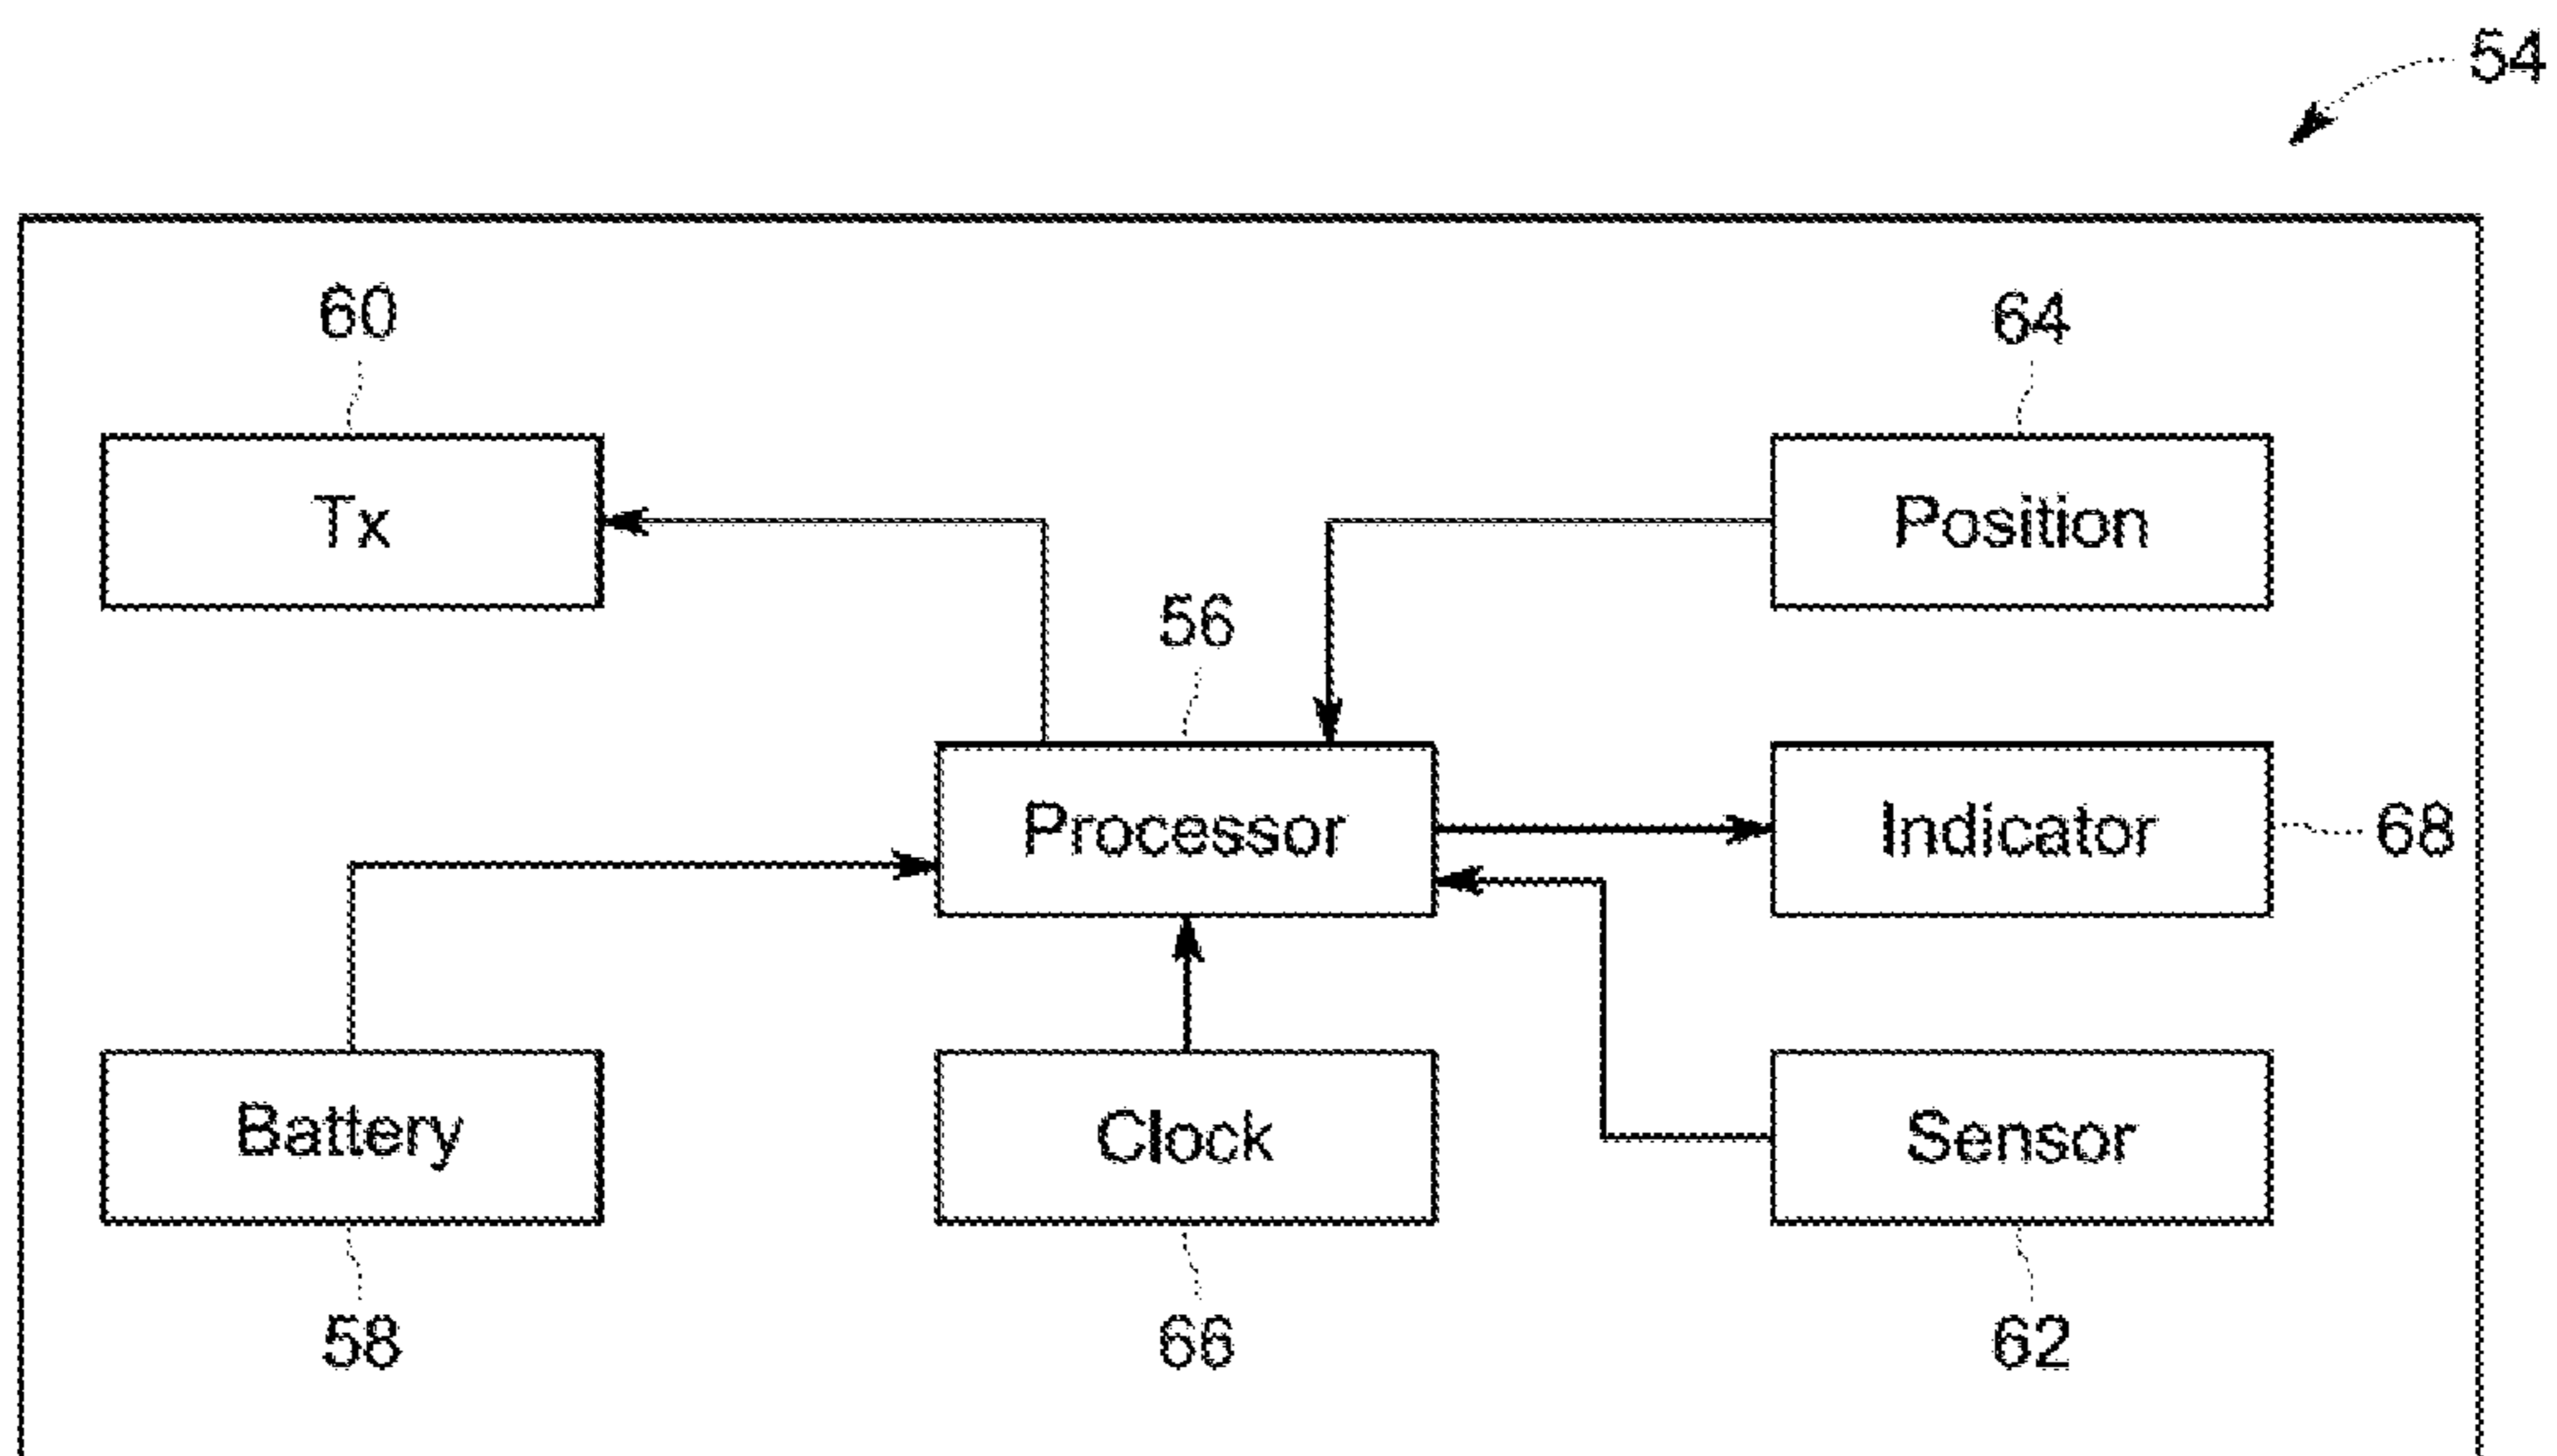 54
60
64
Tx
Position
56
Processor
Indicator
68
Battery
Clock
Sensor
58
66
62